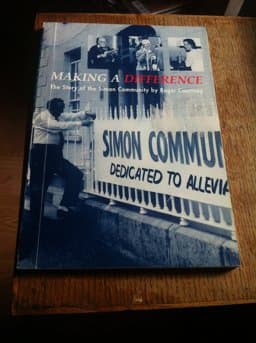 MAKING A DIFFERENCE
The Story of the Simon Community by Roger Courtney
SIMON COMMUN
DEDICATED TO ALLEVIA